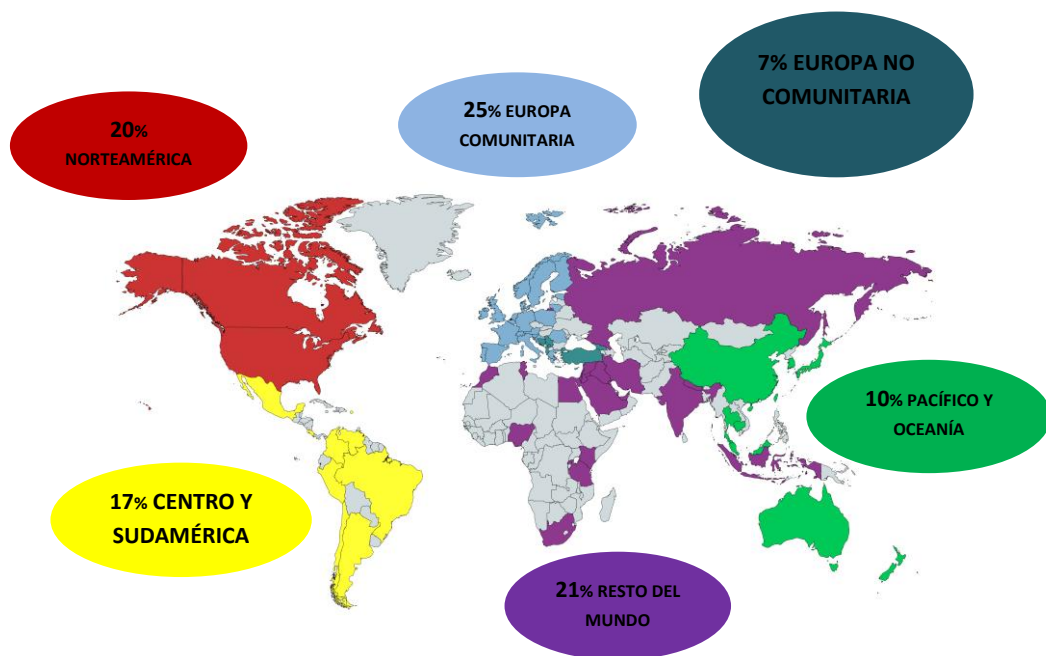 7% EUROPA NO
COMUNITARIA
25% EUROPA
COMUNITARIA
20%
NORTEAMÉRICA
10% PACÍFICO Y
OCEANÍA
17% CENTRO Y
SUDAMÉRICA
21% RESTO DEL
MUNDO